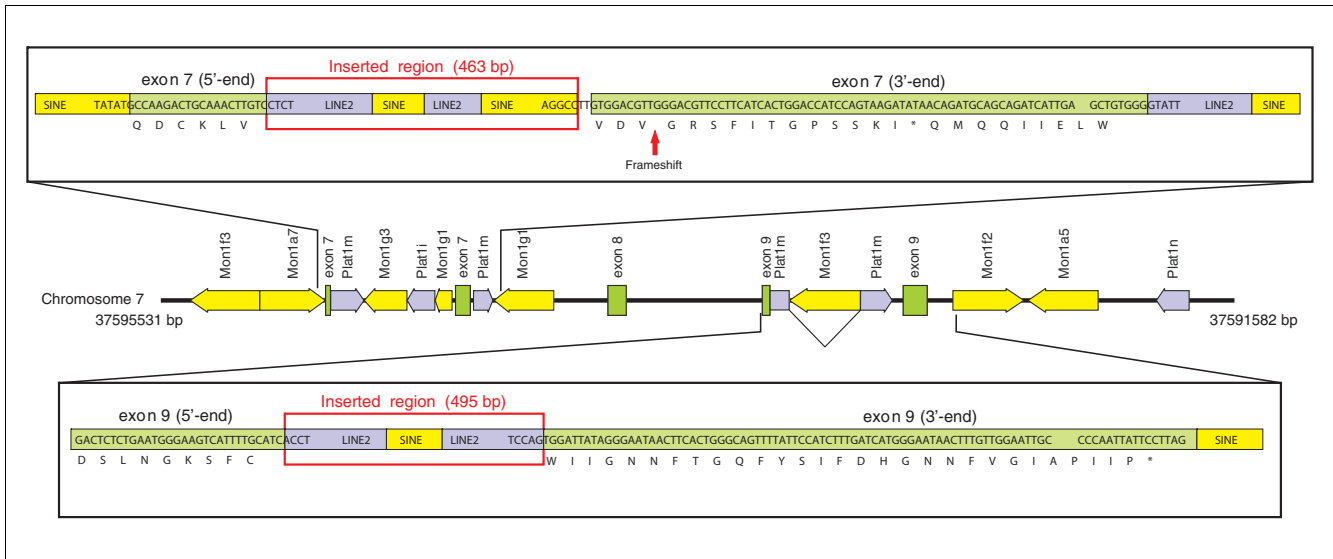 Inserted region (463 bp)
exon 7 (5'-end)
exon 7 (3'-end)
SINE TATATGCCAAGACTGCAAACTTGTCCTCT LINE2 SINE LINE2 SINE AGGCCTTGTGGACGTTGGGACGTTCCTTCATCACTGGACCATCCAGTAAGATATAACAGATGCAGCAGATCATTGA GCTGTGGGGTATT LINE2 SINE
Q D C K L V V D V G R S F I T G P S S K I * Q M Q Q I I E L W
Frameshift
Mon1f3 Mon1a7 exon 7 Plat1m Mon1g3 Plat1i Mon1g1 exon 7 Plat1m Mon1g1 exon 8 exon 9 Plat1m Mon1f3 Plat1m exon 9 Mon1f2 Mon1a5 Plat1n
Chromosome 7
37595531 bp
37591582 bp
Inserted region (495 bp)
exon 9 (5'-end)
exon 9 (3'-end)
GACTCTCTGAATGGGAAGTCATTTTGCATCACCT LINE2 SINE LINE2 TCCAGTGGATTATAGGGAATAACTTCACTGGGCAGTTTTATTCCATCTTTGATCATGGGAATAACTTTGTTGGAATTGC CCCAATTATTCCTTAG SINE
D S L N G K S F C W I I G N N F T G Q F Y S I F D H G N N F V G I A P I I P *